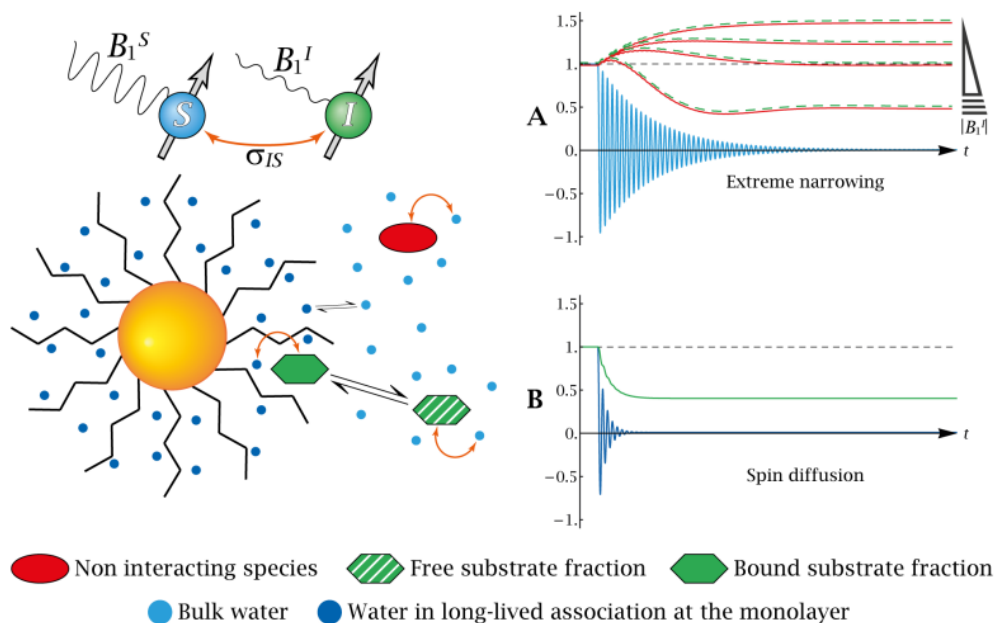 B₁ˢ
B₁ᴵ
S
I
σ_IS
A
1.5
1.
0.5
0.
−0.5
−1.
t
|B₁ᴵ|
Extreme narrowing
B
1.5
1.
0.5
0.
−0.5
−1.
t
Spin diffusion
Non interacting species
Free substrate fraction
Bound substrate fraction
Bulk water
Water in long-lived association at the monolayer